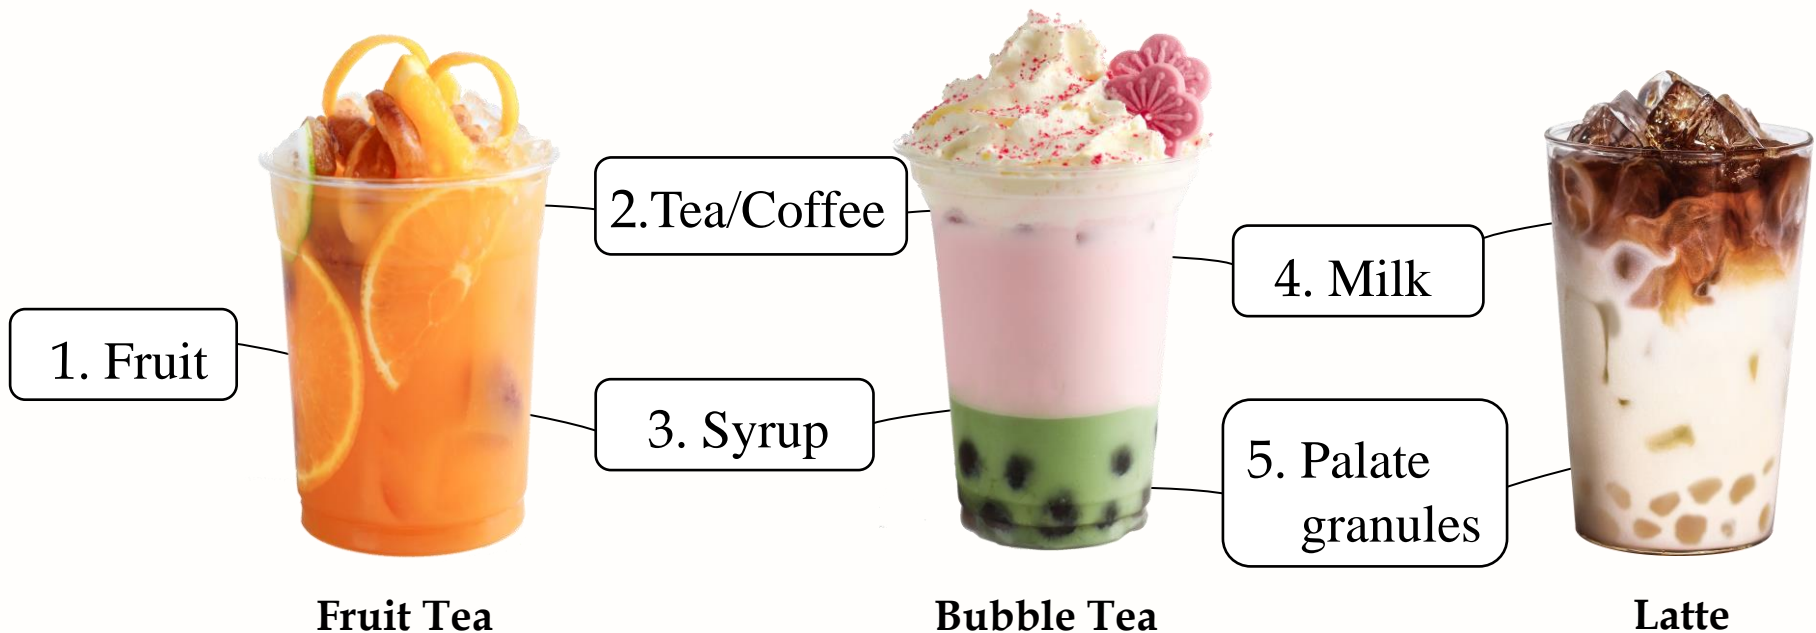 2.Tea/Coffee
4. Milk
1. Fruit
3. Syrup
5. Palate
granules
Fruit Tea
Bubble Tea
Latte